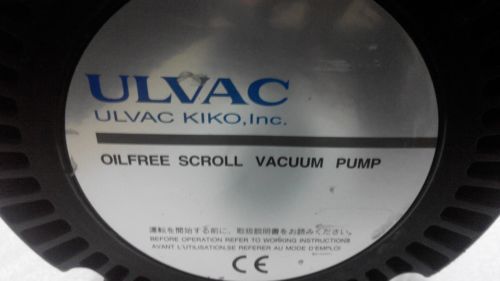 ULVAC
ULVAC KIKO,Inc.
OILFREE SCROLL VACUUM PUMP
運転を開始する前に、取扱説明書をお読みください。
BEFORE OPERATION REFER TO WORKING INSTRUCTIONS
AVANT L'UTILISATION.SE REFERER AU MODE D'EMPLOI
CE